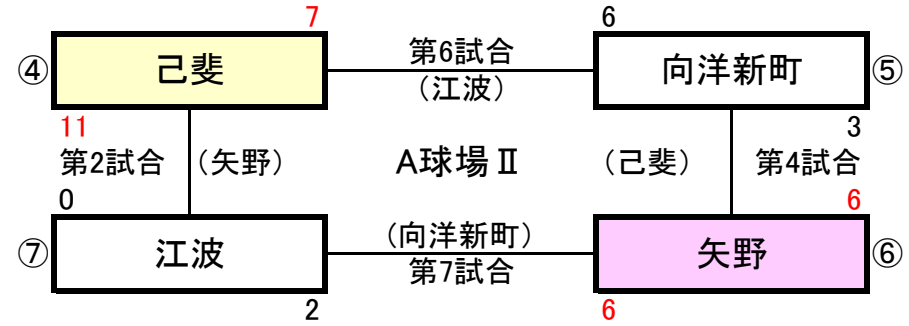 7 6
④ 己斐 第6試合 向洋新町 ⑤
(江波)
11 3
第2試合 (矢野) A球場Ⅱ (己斐) 第4試合
0 6
⑦ 江波 (向洋新町) 矢野 ⑥
第7試合
2 6